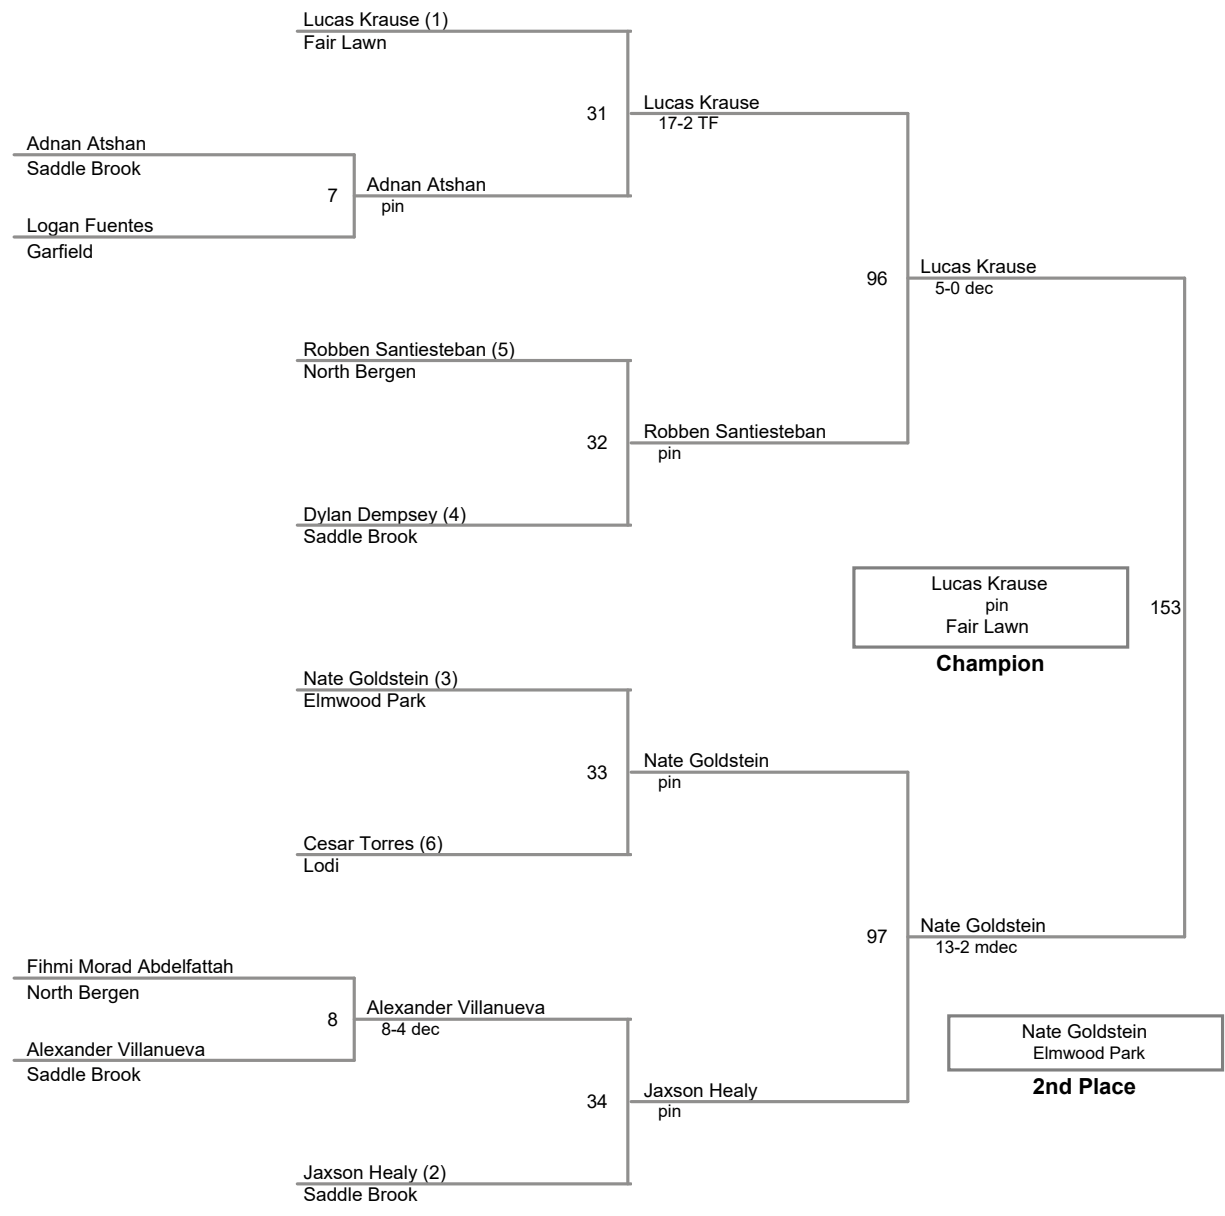 Lucas Krause (1)
Fair Lawn
31
Lucas Krause
17-2 TF
Adnan Atshan
Saddle Brook
7
Adnan Atshan
pin
Logan Fuentes
Garfield
96
Lucas Krause
5-0 dec
Robben Santiesteban (5)
North Bergen
32
Robben Santiesteban
pin
Dylan Dempsey (4)
Saddle Brook
Lucas Krause
pin
Fair Lawn
Champion
153
Nate Goldstein (3)
Elmwood Park
33
Nate Goldstein
pin
Cesar Torres (6)
Lodi
97
Nate Goldstein
13-2 mdec
Fihmi Morad Abdelfattah
North Bergen
8
Alexander Villanueva
8-4 dec
Alexander Villanueva
Saddle Brook
Nate Goldstein
Elmwood Park
2nd Place
34
Jaxson Healy
pin
Jaxson Healy (2)
Saddle Brook